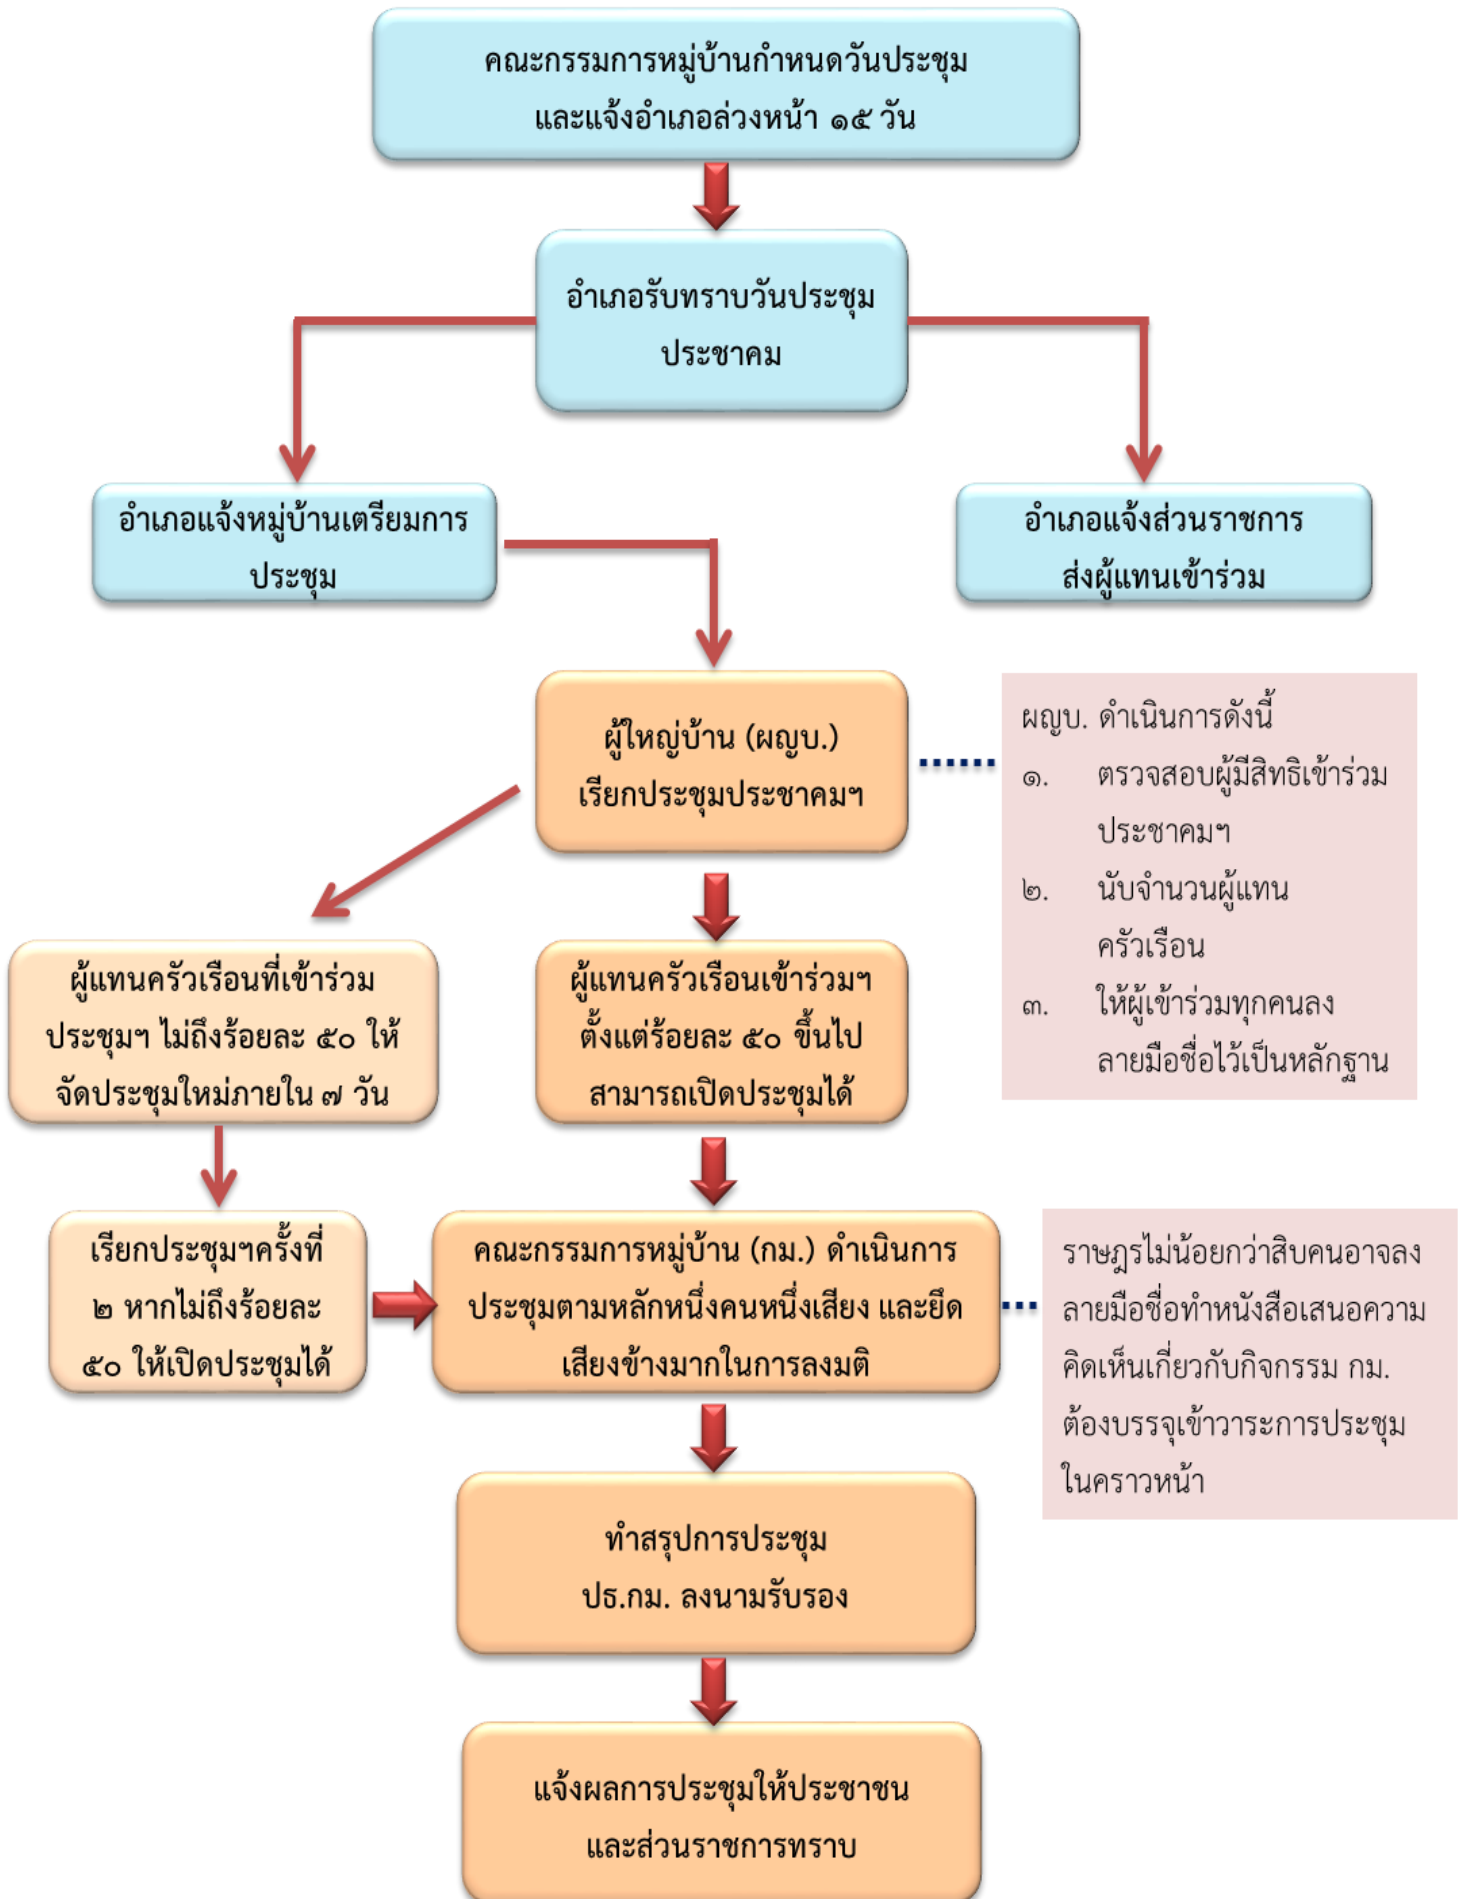 คณะกรรมการหมู่บ้านกำหนดวันประชุม
และแจ้งอำเภอล่วงหน้า ๑๕ วัน
อำเภอรับทราบวันประชุม
ประชาคม
อำเภอแจ้งหมู่บ้านเตรียมการ
ประชุม
อำเภอแจ้งส่วนราชการ
ส่งผู้แทนเข้าร่วม
ผู้ใหญ่บ้าน (ผญบ.)
เรียกประชุมประชาคมฯ
ผญบ. ดำเนินการดังนี้
๑. ตรวจสอบผู้มีสิทธิเข้าร่วม
ประชาคมฯ
๒. นับจำนวนผู้แทน
ครัวเรือน
๓. ให้ผู้เข้าร่วมทุกคนลง
ลายมือชื่อไว้เป็นหลักฐาน
ผู้แทนครัวเรือนที่เข้าร่วม
ประชุมฯ ไม่ถึงร้อยละ ๕๐ ให้
จัดประชุมใหม่ภายใน ๗ วัน
ผู้แทนครัวเรือนเข้าร่วมฯ
ตั้งแต่ร้อยละ ๕๐ ขึ้นไป
สามารถเปิดประชุมได้
เรียกประชุมฯครั้งที่
๒ หากไม่ถึงร้อยละ
๕๐ ให้เปิดประชุมได้
คณะกรรมการหมู่บ้าน (กม.) ดำเนินการ
ประชุมตามหลักหนึ่งคนหนึ่งเสียง และยึด
เสียงข้างมากในการลงมติ
ราษฎรไม่น้อยกว่าสิบคนอาจลง
ลายมือชื่อทำหนังสือเสนอความ
คิดเห็นเกี่ยวกับกิจกรรม กม.
ต้องบรรจุเข้าวาระการประชุม
ในคราวหน้า
ทำสรุปการประชุม
ปธ.กม. ลงนามรับรอง
แจ้งผลการประชุมให้ประชาชน
และส่วนราชการทราบ